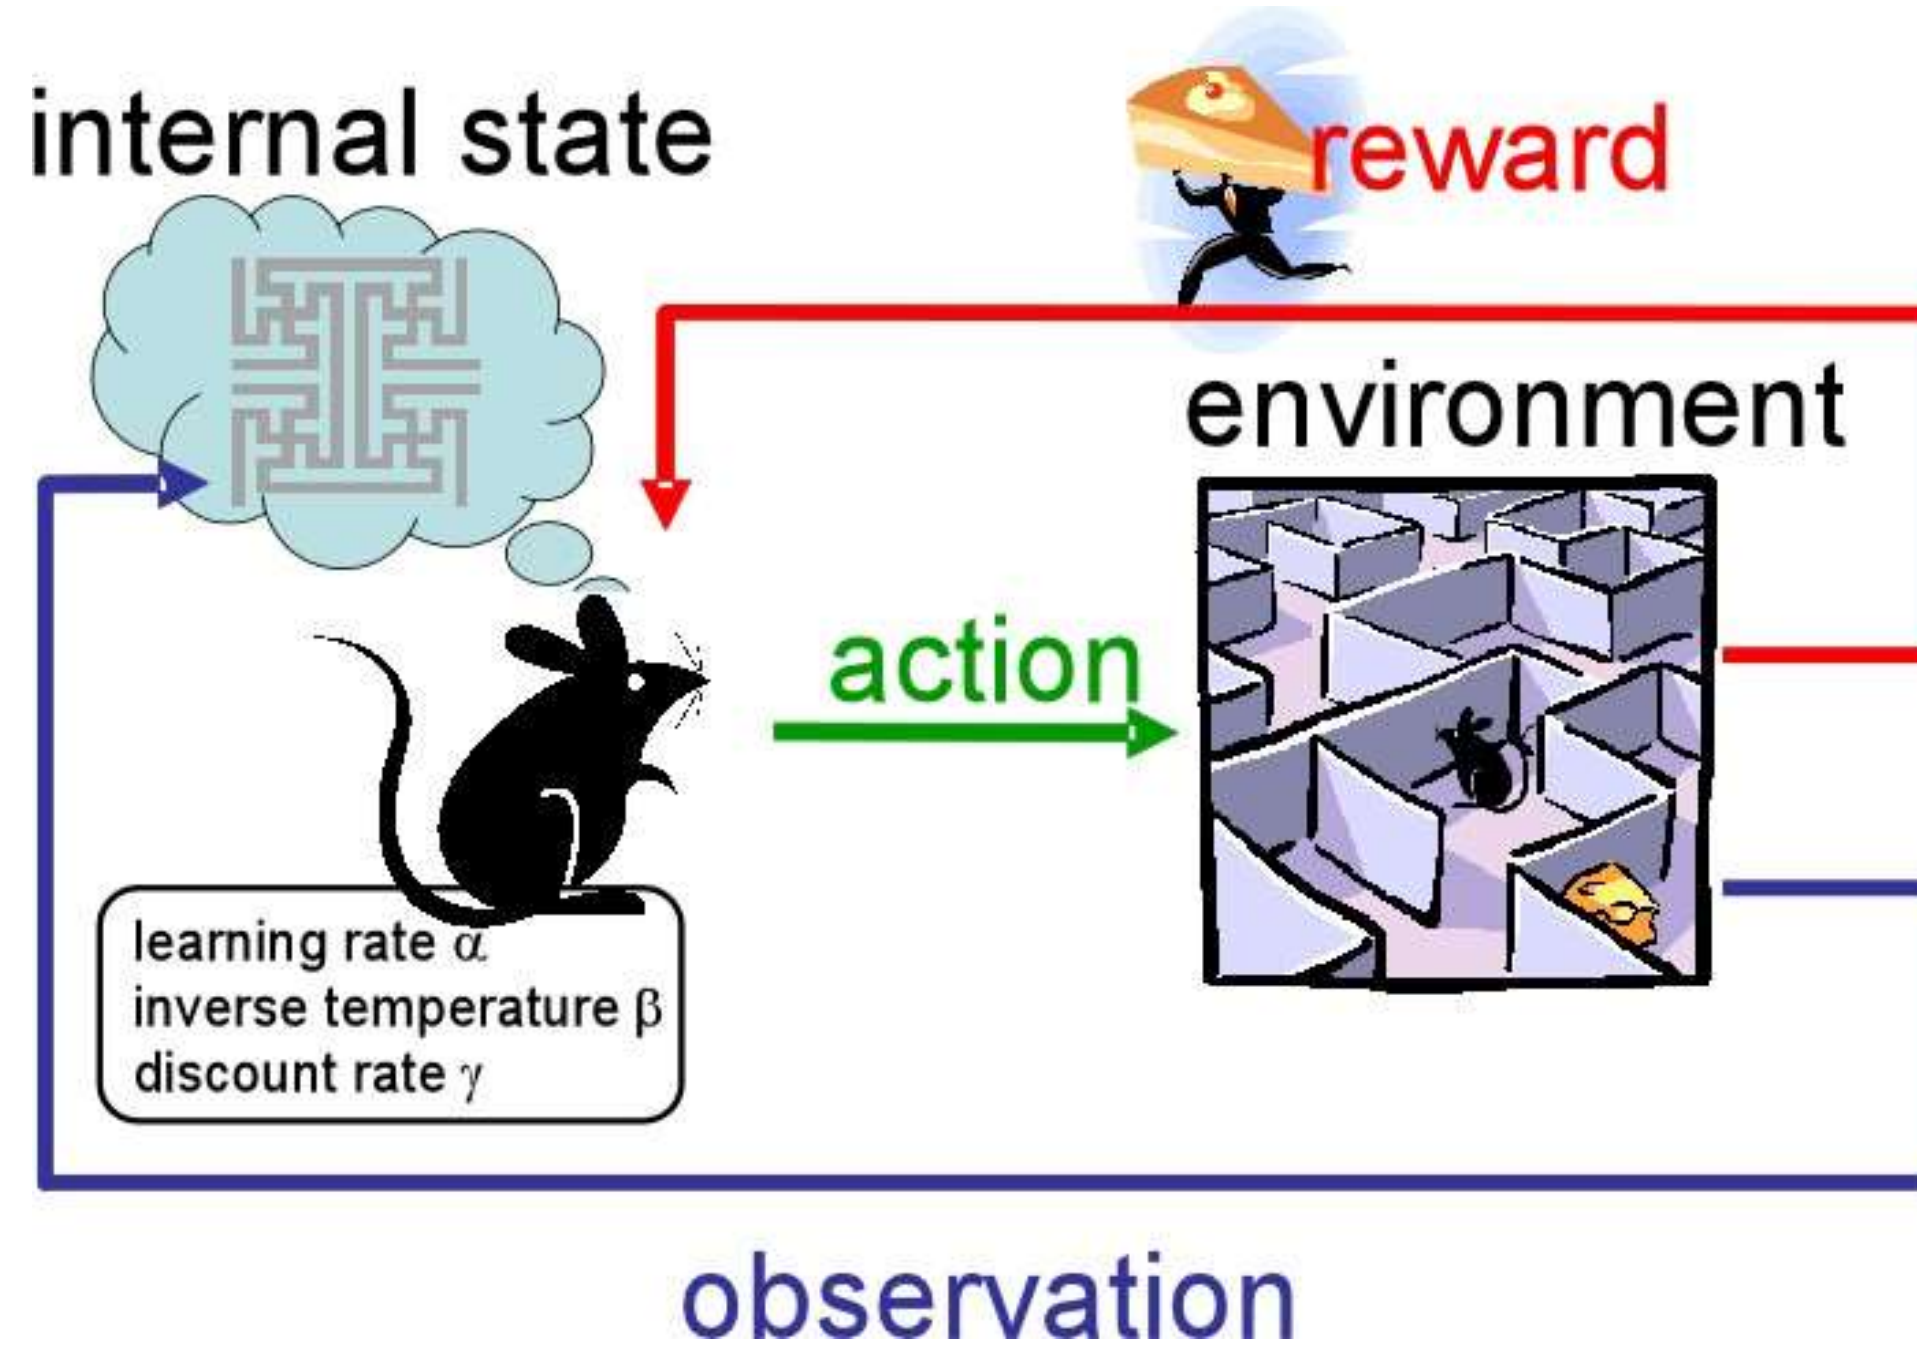 internal state
reward
environment
action
learning rate α
inverse temperature β
discount rate γ
observation